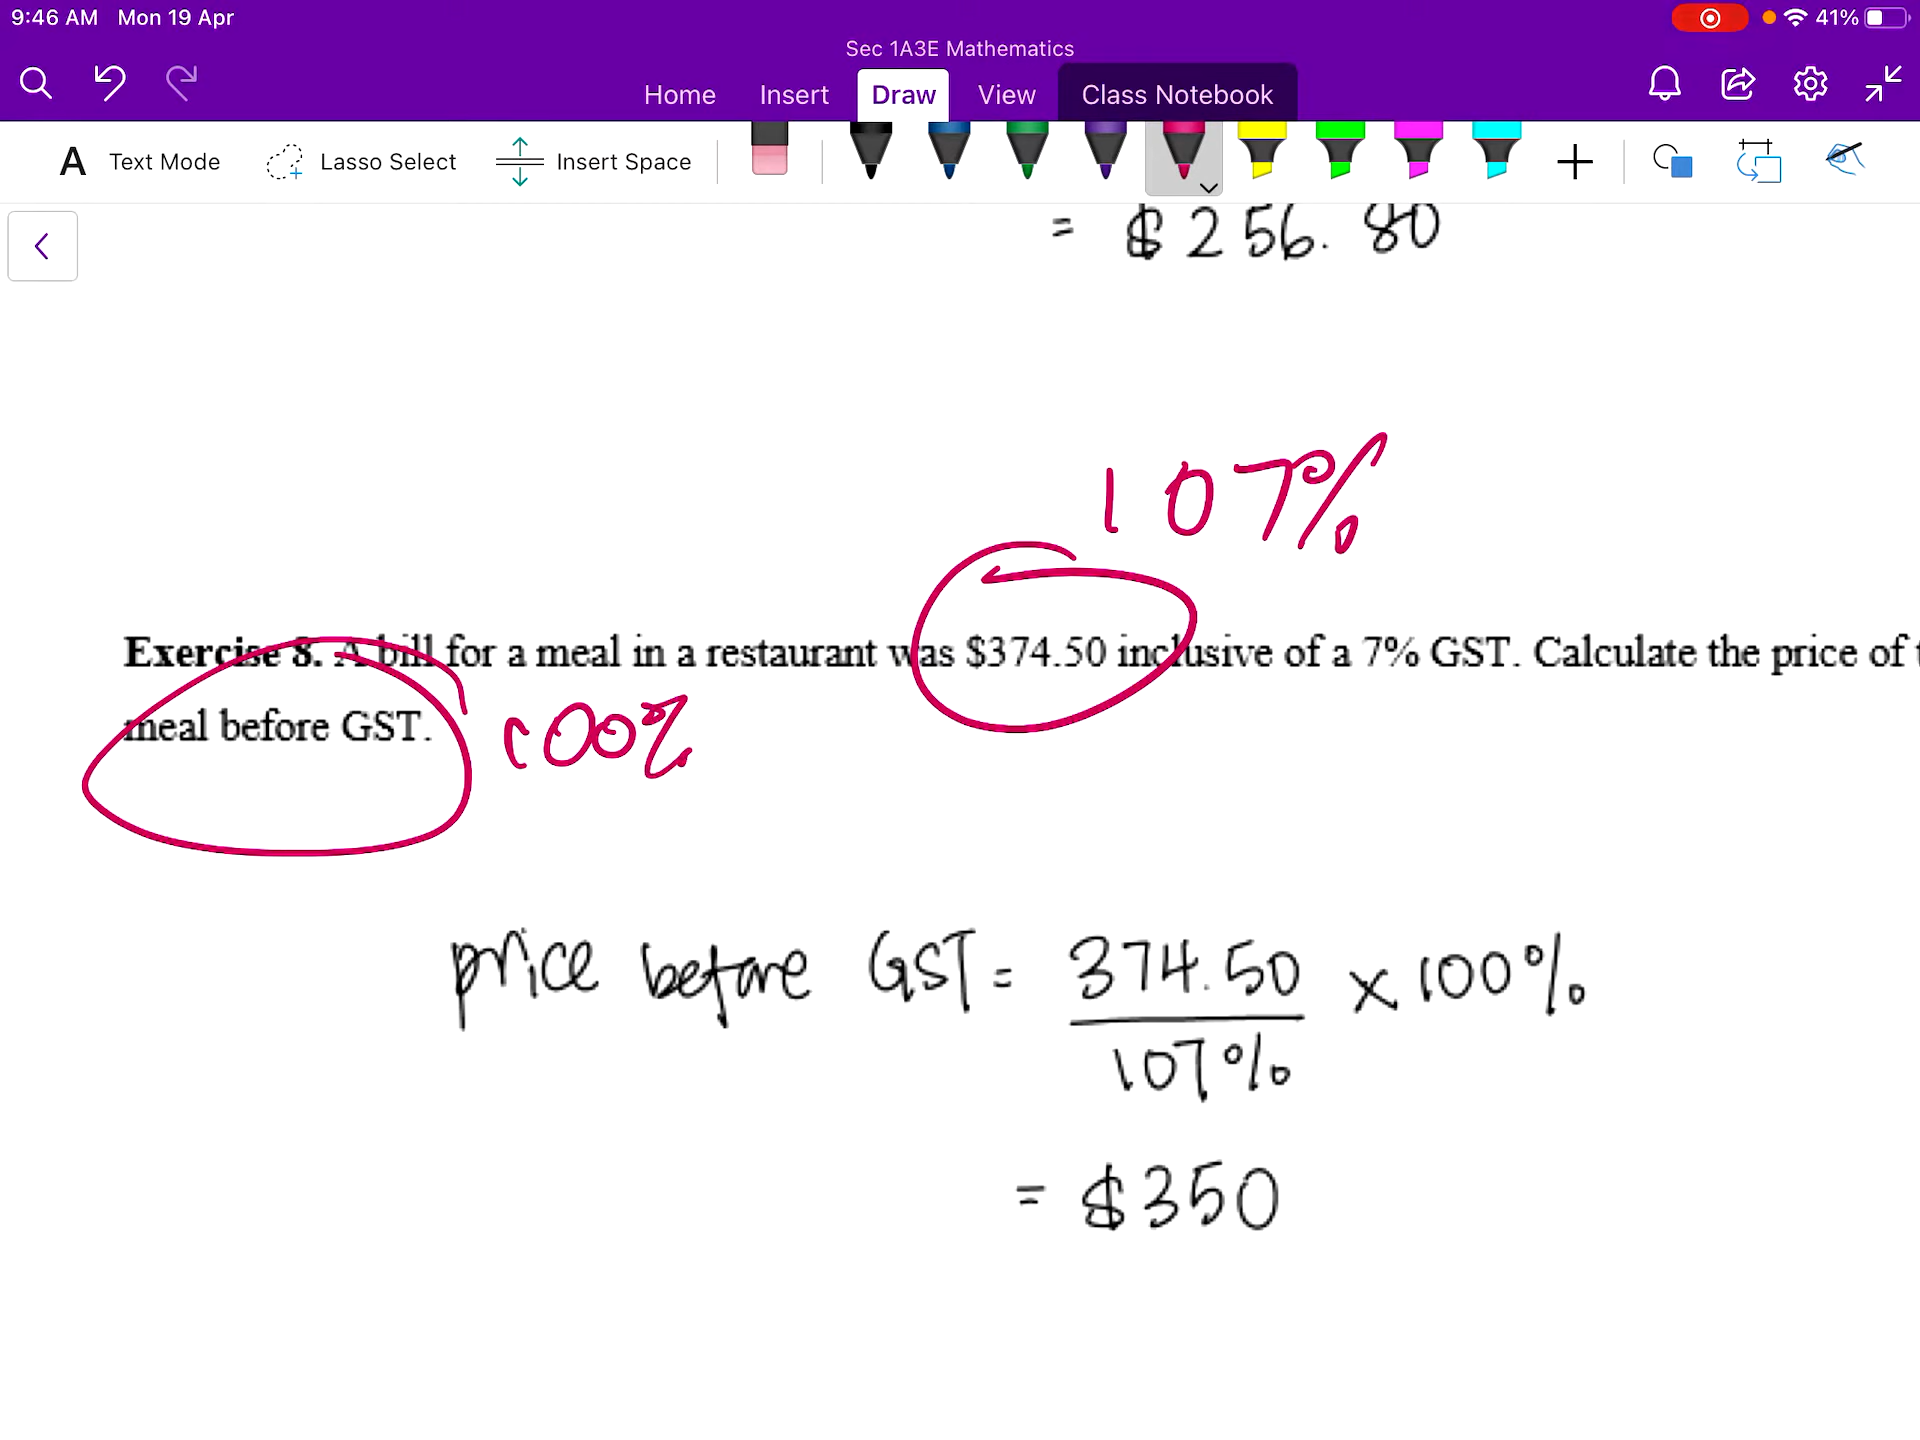 9:46 AM Mon 19 Apr
41%
Sec 1A3E Mathematics
Home Insert Draw View Class Notebook
A Text Mode Lasso Select Insert Space
= $256.80
107%
Exercise 8. A bill for a meal in a restaurant was $374.50 inclusive of a 7% GST. Calculate the price of
meal before GST. 100%
price before GST = 374.50 × 100%
107%
= $350